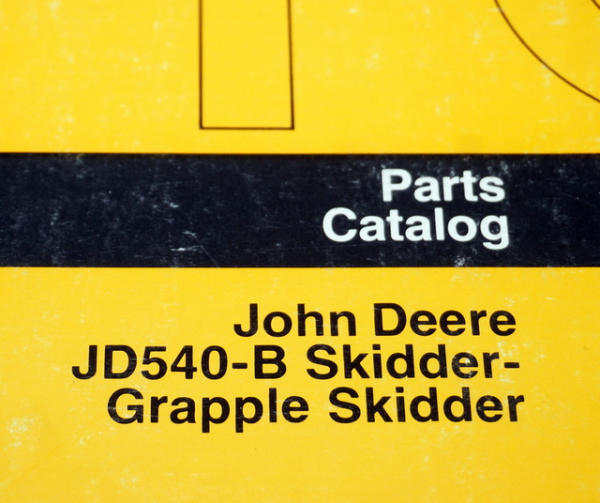 Parts
Catalog
John Deere
JD540-B Skidder-
Grapple Skidder